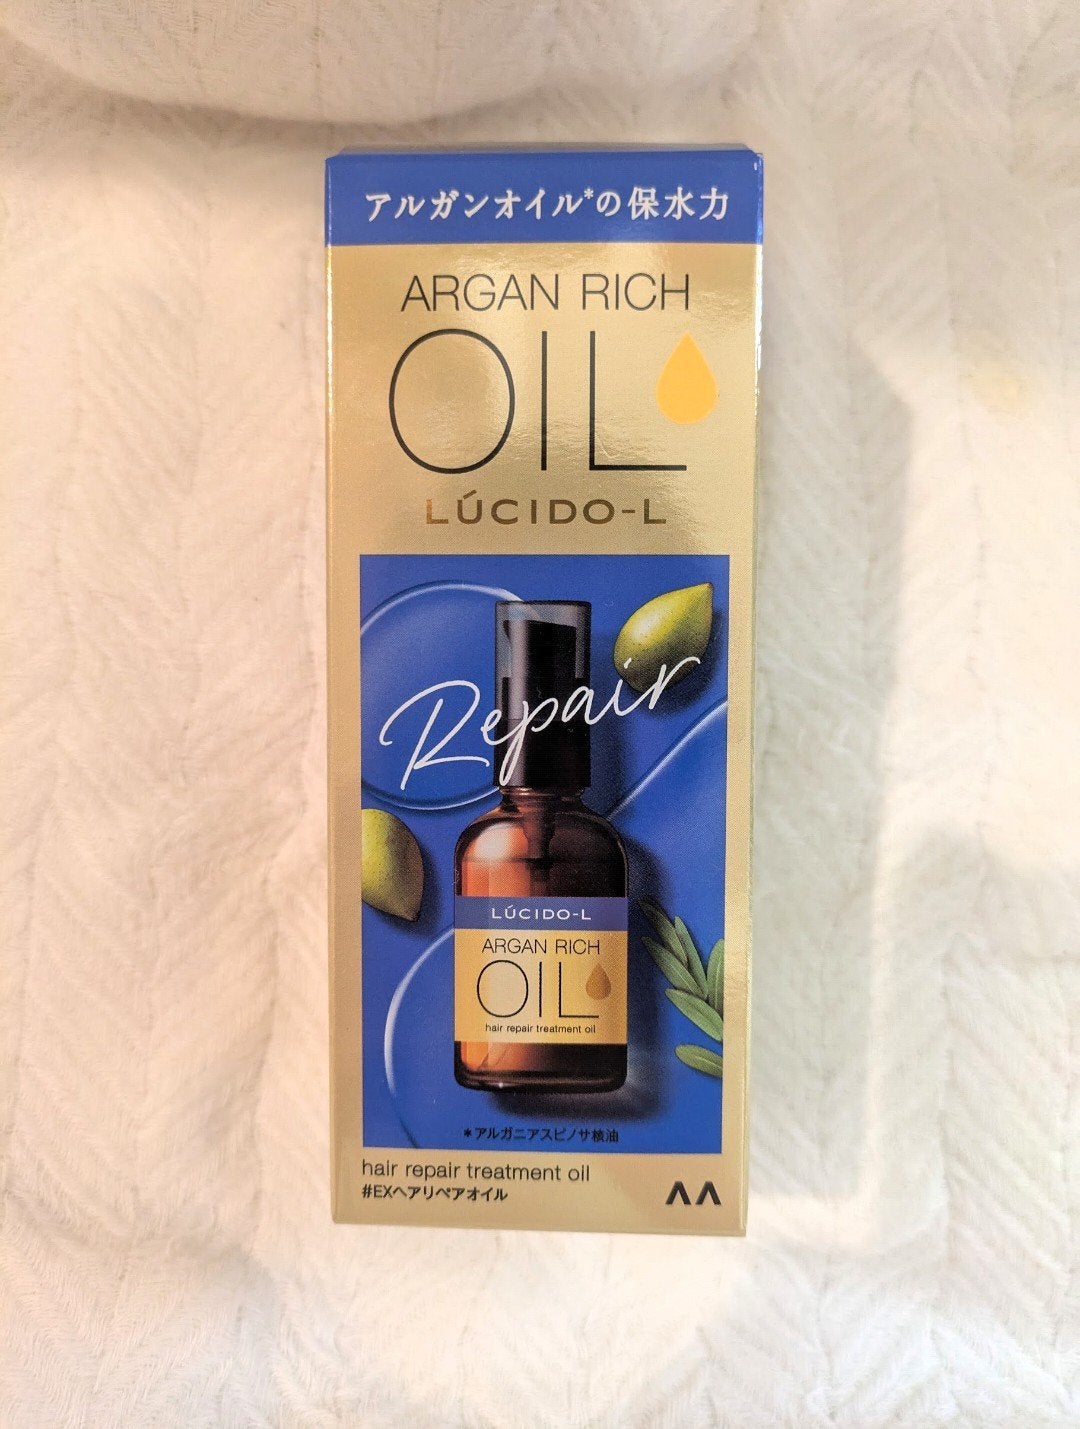 アルガンオイル*の保水力
ARGAN RICH
OIL
LÚCIDO-L
Repair
LÚCIDO-L
ARGAN RICH
OIL
hair repair treatment oil
*アルガニアスピノサ核油
hair repair treatment oil
#EXヘアリペアオイル